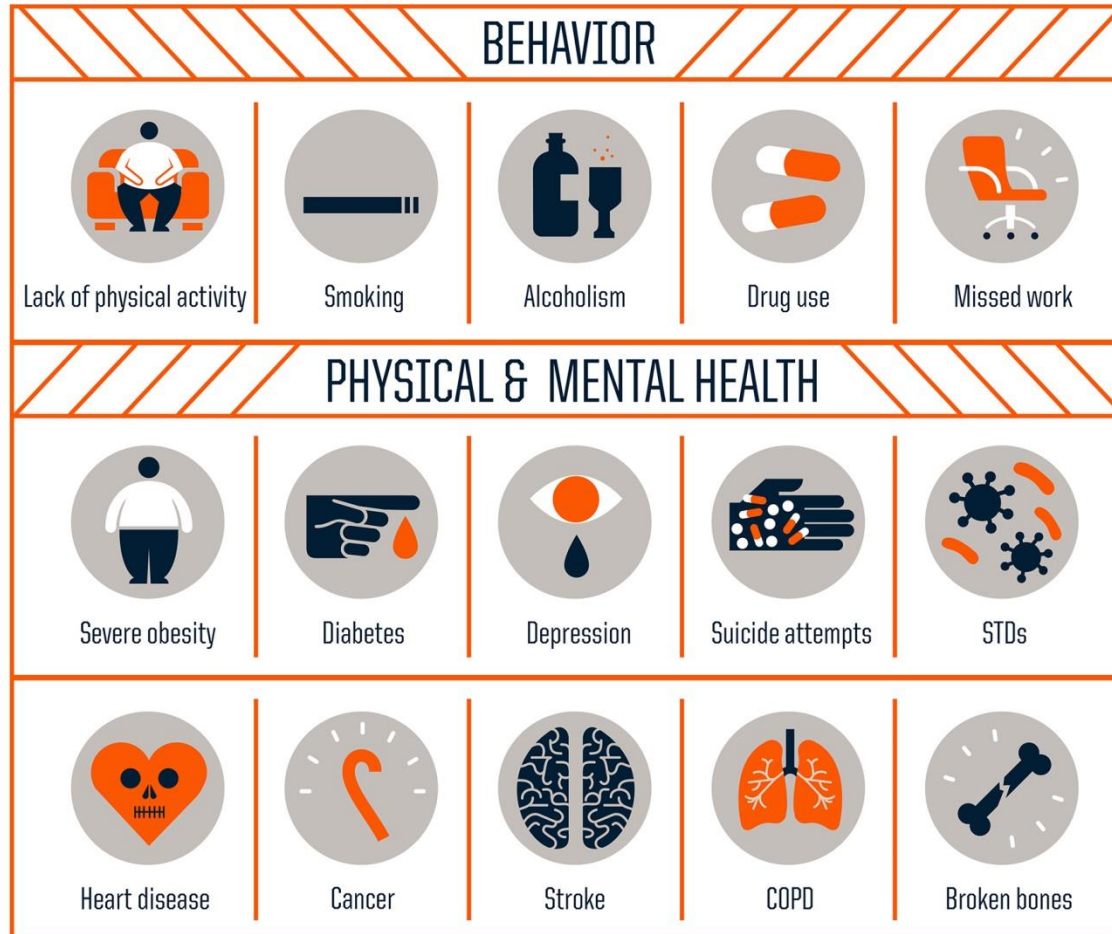 BEHAVIOR
Lack of physical activity
Smoking
Alcoholism
Drug use
Missed work
PHYSICAL & MENTAL HEALTH
Severe obesity
Diabetes
Depression
Suicide attempts
STDs
Heart disease
Cancer
Stroke
COPD
Broken bones